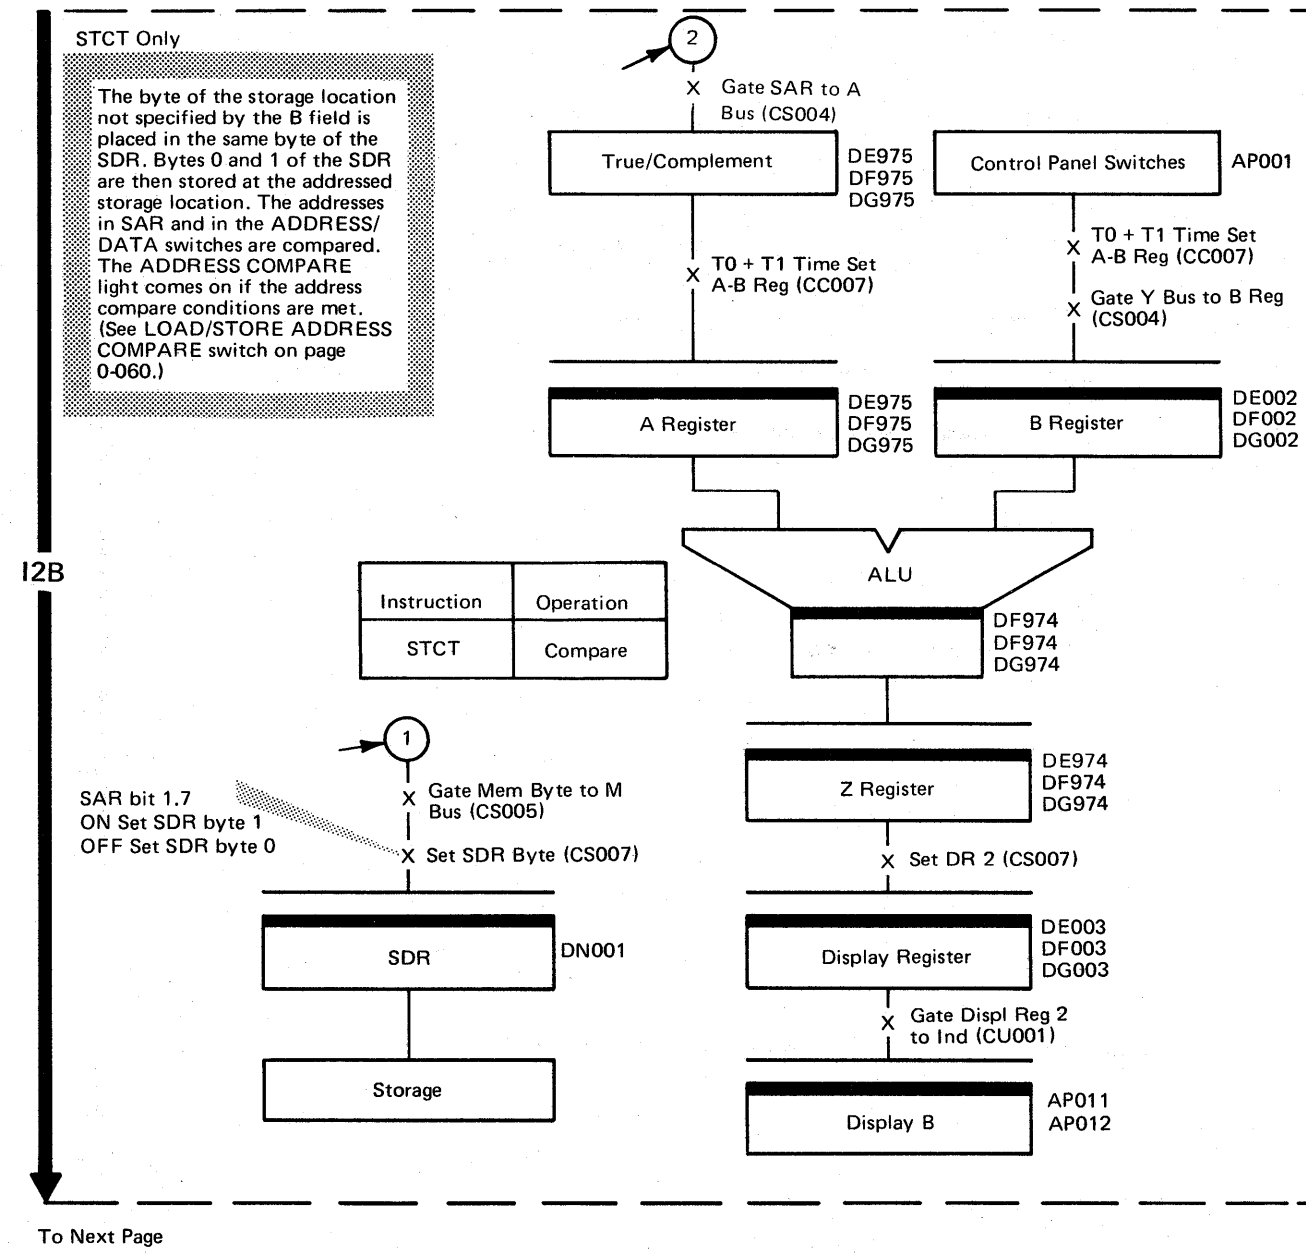 STCT Only
The byte of the storage location
not specified by the B field is
placed in the same byte of the
SDR. Bytes 0 and 1 of the SDR
are then stored at the addressed
storage location. The addresses
in SAR and in the ADDRESS/
DATA switches are compared.
The ADDRESS COMPARE
light comes on if the address
compare conditions are met.
(See LOAD/STORE ADDRESS
COMPARE switch on page
0-060.)
2
X Gate SAR to A
Bus (CS004)
True/Complement
DE975
DF975
DG975
Control Panel Switches
AP001
X T0 + T1 Time Set
A-B Reg (CC007)
X T0 + T1 Time Set
A-B Reg (CC007)
X Gate Y Bus to B Reg
(CS004)
A Register
DE975
DF975
DG975
B Register
DE002
DF002
DG002
I2B
ALU
DF974
DF974
DG974
Instruction Operation
STCT Compare
1
X Gate Mem Byte to M
Bus (CS005)
SAR bit 1.7
ON Set SDR byte 1
OFF Set SDR byte 0
X Set SDR Byte (CS007)
SDR
DN001
Storage
Z Register
DE974
DF974
DG974
X Set DR 2 (CS007)
Display Register
DE003
DF003
DG003
X Gate Displ Reg 2
to Ind (CU001)
Display B
AP011
AP012
To Next Page